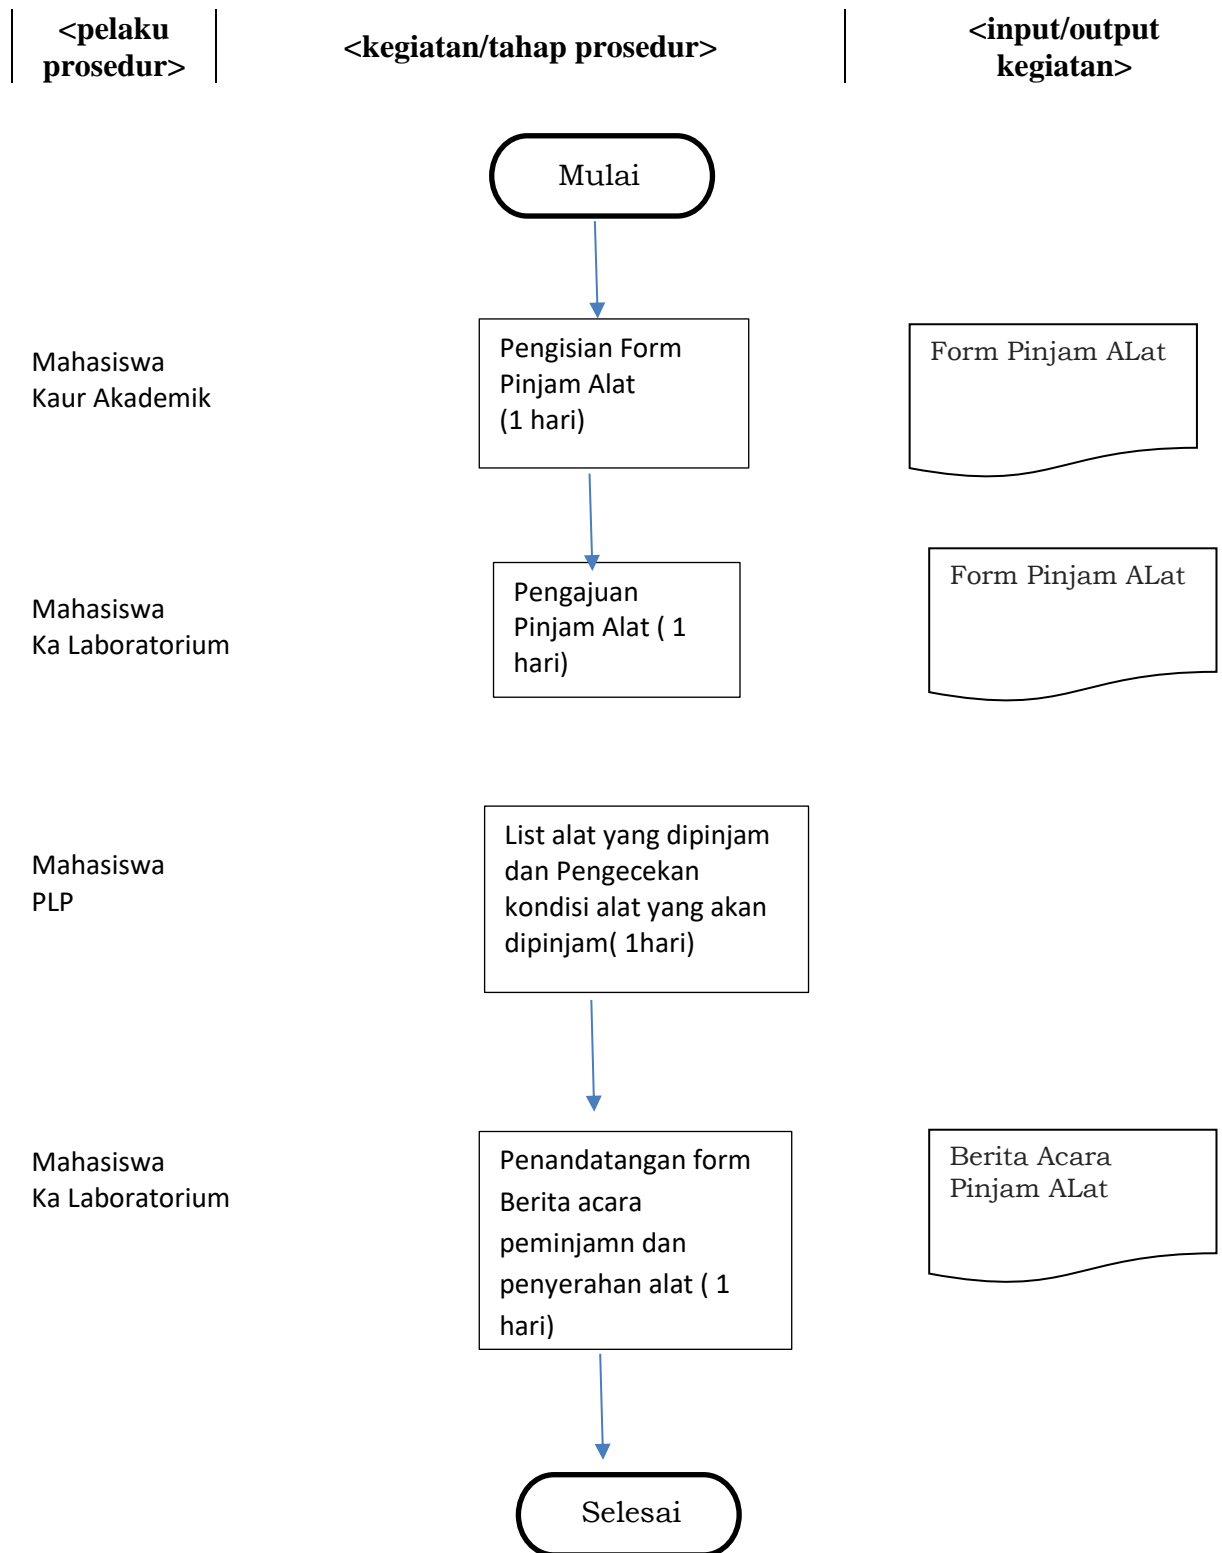 <pelaku
prosedur>
<kegiatan/tahap prosedur>
<input/output
kegiatan>
Mulai
Mahasiswa
Kaur Akademik
Pengisian Form
Pinjam Alat
(1 hari)
Form Pinjam ALat
Mahasiswa
Ka Laboratorium
Pengajuan
Pinjam Alat ( 1
hari)
Form Pinjam ALat
Mahasiswa
PLP
List alat yang dipinjam
dan Pengecekan
kondisi alat yang akan
dipinjam( 1hari)
Mahasiswa
Ka Laboratorium
Penandatangan form
Berita acara
peminjamn dan
penyerahan alat ( 1
hari)
Berita Acara
Pinjam ALat
Selesai